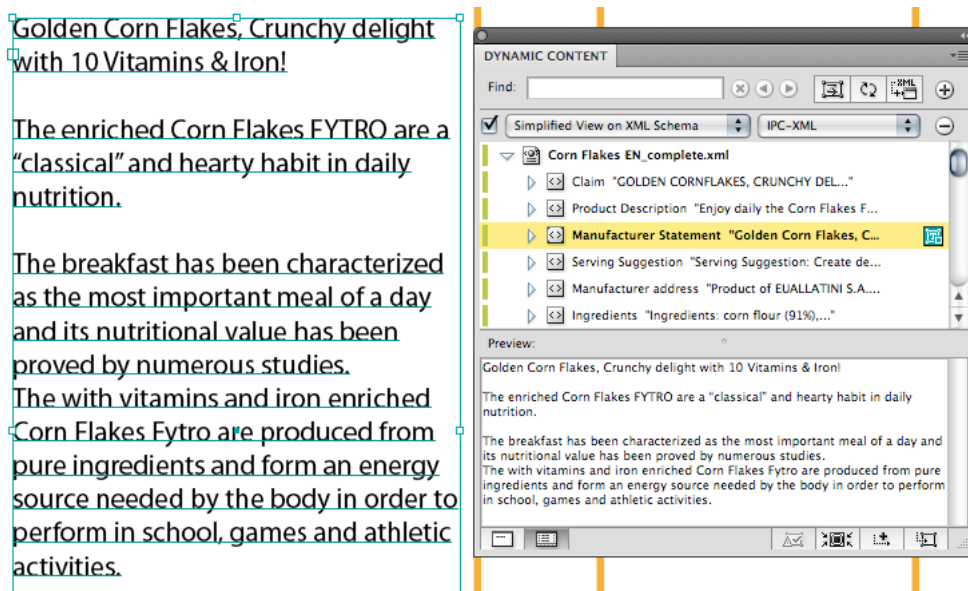 Golden Corn Flakes, Crunchy delight
with 10 Vitamins & Iron!
The enriched Corn Flakes FYTRO are a
“classical” and hearty habit in daily
nutrition.
The breakfast has been characterized
as the most important meal of a day
and its nutritional value has been
proved by numerous studies.
The with vitamins and iron enriched
Corn Flakes Fytro are produced from
pure ingredients and form an energy
source needed by the body in order to
perform in school, games and athletic
activities.
DYNAMIC CONTENT
Find:
XML
Simplified View on XML Schema
IPC-XML
Corn Flakes EN_complete.xml
Claim "GOLDEN CORNFLAKES, CRUNCHY DEL..."
Product Description "Enjoy daily the Corn Flakes F...
Manufacturer Statement "Golden Corn Flakes, C...
Serving Suggestion "Serving Suggestion: Create de...
Manufacturer address "Product of EUALLATINI S.A....
Ingredients "Ingredients: corn flour (91%),..."
Preview:
Golden Corn Flakes, Crunchy delight with 10 Vitamins & Iron!
The enriched Corn Flakes FYTRO are a “classical” and hearty habit in daily
nutrition.
The breakfast has been characterized as the most important meal of a day and
its nutritional value has been proved by numerous studies.
The with vitamins and iron enriched Corn Flakes Fytro are produced from pure
ingredients and form an energy source needed by the body in order to perform
in school, games and athletic activities.